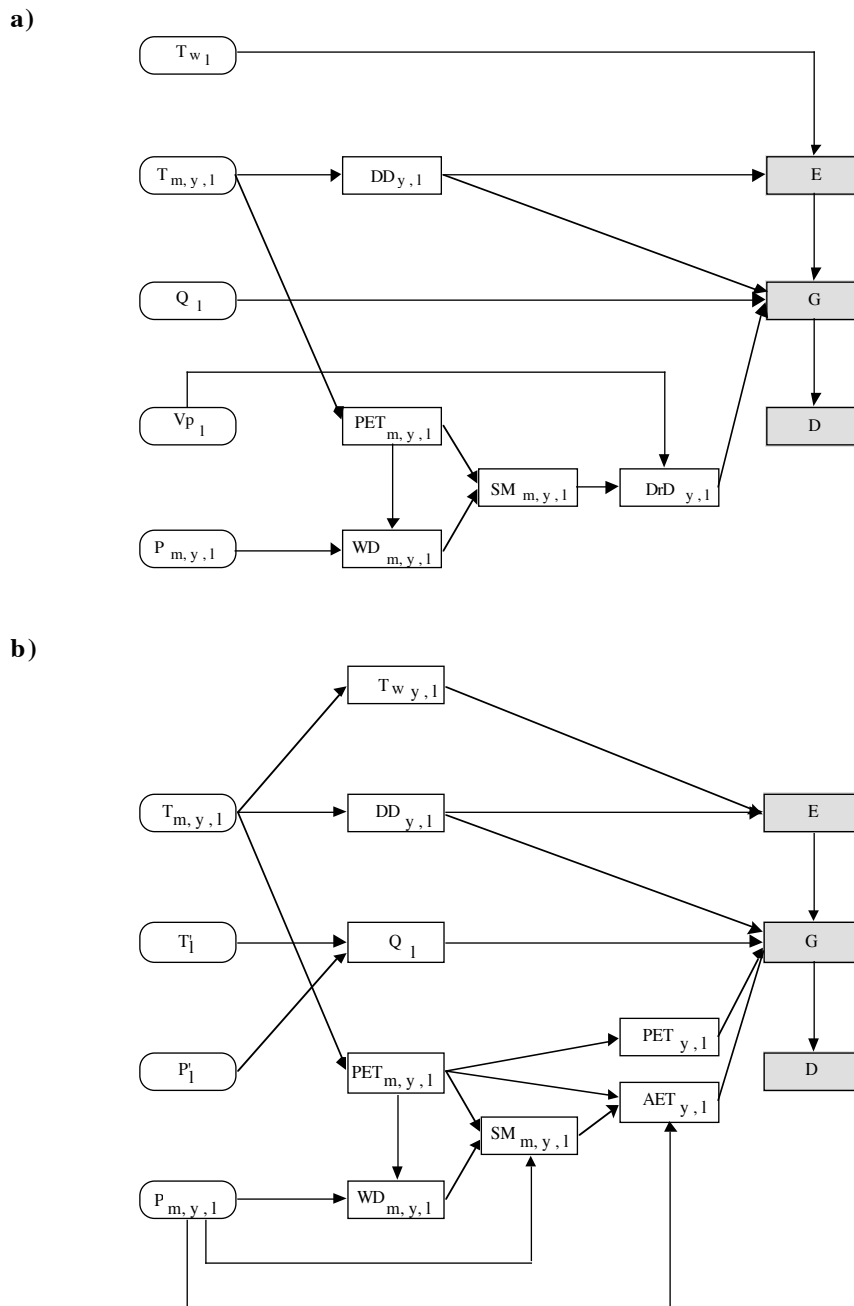 a)
T w l
T m, y, l
DD y, l
E
Q l
G
Vp l
PET m, y, l
SM m, y, l
DrD y, l
D
P m, y, l
WD m, y, l
b)
T w y, l
T m, y, l
DD y, l
E
T' l
Q l
G
P' l
PET m, y, l
PET y, l
D
AET y, l
SM m, y, l
P m, y, l
WD m, y, l